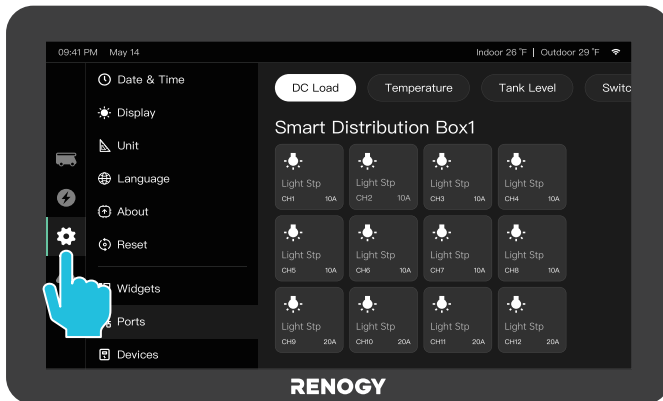 09:41 PM May 14
Indoor 26 ℉ | Outdoor 29 ℉
Date & Time
Display
Unit
Language
About
Reset
Widgets
Ports
Devices
DC Load
Temperature
Tank Level
Switc
Smart Distribution Box1
Light Stp
CH1 10A
Light Stp
CH2 10A
Light Stp
CH3 10A
Light Stp
CH4 10A
Light Stp
CH5 10A
Light Stp
CH6 10A
Light Stp
CH7 10A
Light Stp
CH8 10A
Light Stp
CH9 20A
Light Stp
CH10 20A
Light Stp
CH11 20A
Light Stp
CH12 20A
RENOGY